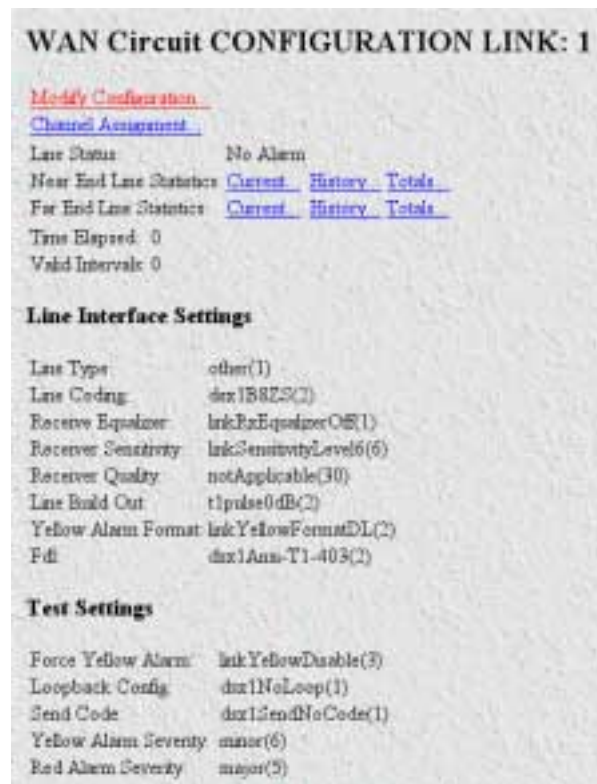 WAN Circuit CONFIGURATION LINK: 1
Modify Configuration...
Channel Assignment...
Line Status: No Alarm
Near End Line Statistics Current... History... Totals...
Far End Line Statistics Current... History... Totals...
Time Elapsed: 0
Valid Intervals: 0
Line Interface Settings
Line Type: other(1)
Line Coding: dsx1B8ZS(2)
Receive Equalizer: linkRxEqualizerOff(1)
Receiver Sensitivity: linkSensitivityLevel6(6)
Receiver Quality: notApplicable(30)
Line Build Out: t1pulse0dB(2)
Yellow Alarm Format: linkYellowFormatDL(2)
Fdl: dsx1Ansi-T1-403(2)
Test Settings
Force Yellow Alarm: linkYellowDisable(3)
Loopback Config: dsx1NoLoop(1)
Send Code: dsx1SendNoCode(1)
Yellow Alarm Severity: minor(6)
Red Alarm Severity: major(5)